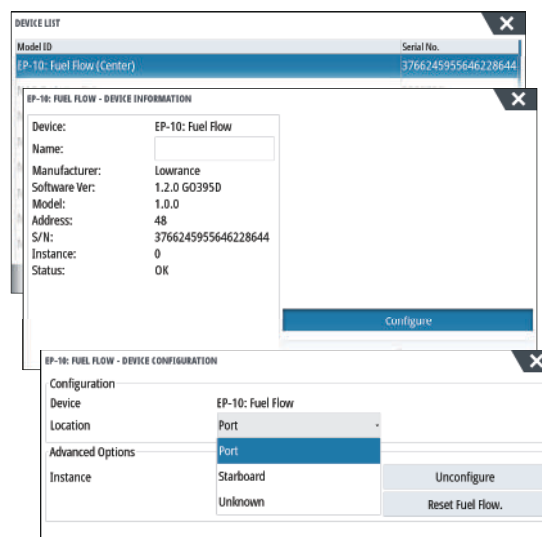 DEVICE LIST
Model ID Serial No.
EP-10: Fuel Flow (Center) 3766245955646228644
EP-10: FUEL FLOW - DEVICE INFORMATION
Device: EP-10: Fuel Flow
Name:
Manufacturer: Lowrance
Software Ver: 1.2.0 GO395D
Model: 1.0.0
Address: 48
S/N: 3766245955646228644
Instance: 0
Status: OK
Configure
EP-10: FUEL FLOW - DEVICE CONFIGURATION
Configuration
Device EP-10: Fuel Flow
Location Port
Advanced Options Port
Instance Starboard Unconfigure
Unknown Reset Fuel Flow.